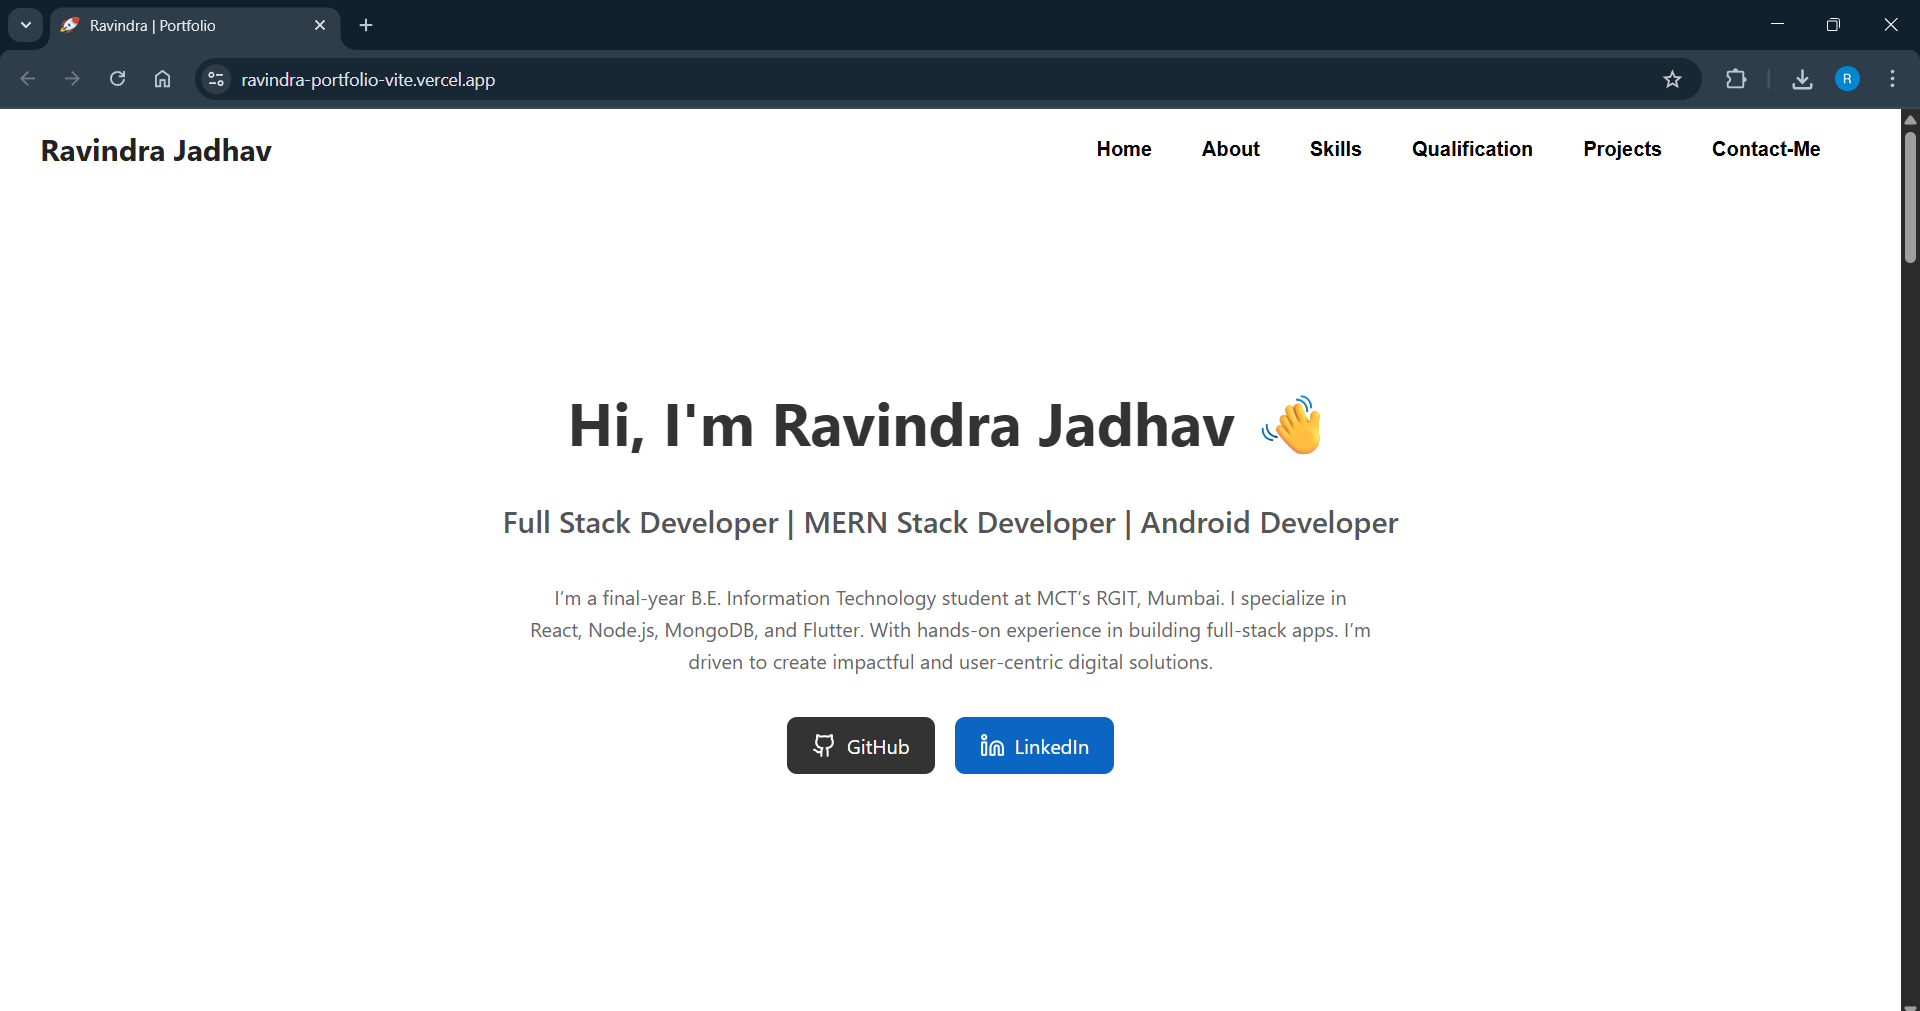 Ravindra | Portfolio
ravindra-portfolio-vite.vercel.app
R
Ravindra Jadhav
Home About Skills Qualification Projects Contact-Me
Hi, I'm Ravindra Jadhav 👋
Full Stack Developer | MERN Stack Developer | Android Developer
I’m a final-year B.E. Information Technology student at MCT’s RGIT, Mumbai. I specialize in
React, Node.js, MongoDB, and Flutter. With hands-on experience in building full-stack apps. I’m
driven to create impactful and user-centric digital solutions.
GitHub LinkedIn